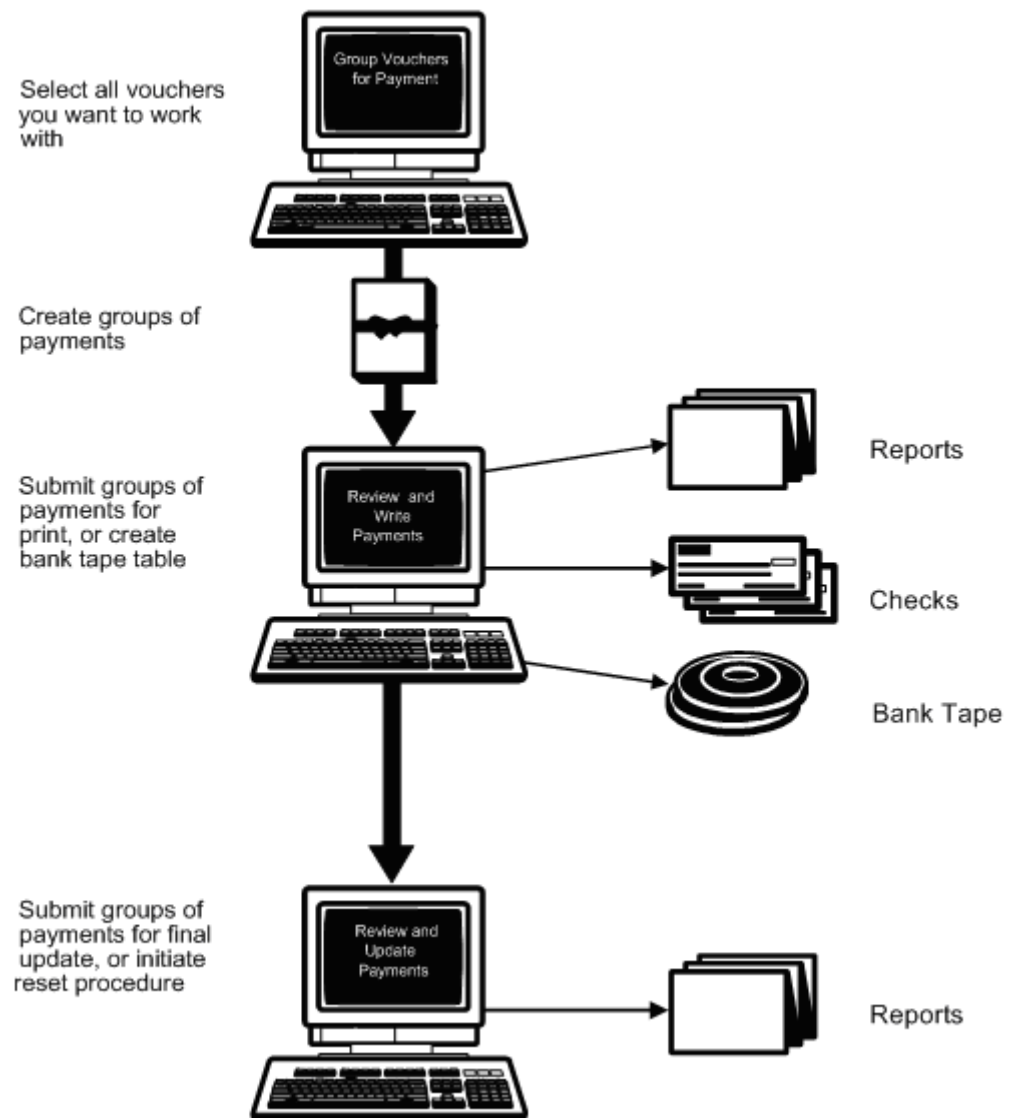 Group Vouchers
for Payment
Select all vouchers
you want to work
with
Create groups of
payments
Submit groups of
payments for
print, or create
bank tape table
Review and
Write
Payments
Reports
Checks
Bank Tape
Submit groups of
payments for final
update, or initiate
reset procedure
Review and
Update
Payments
Reports